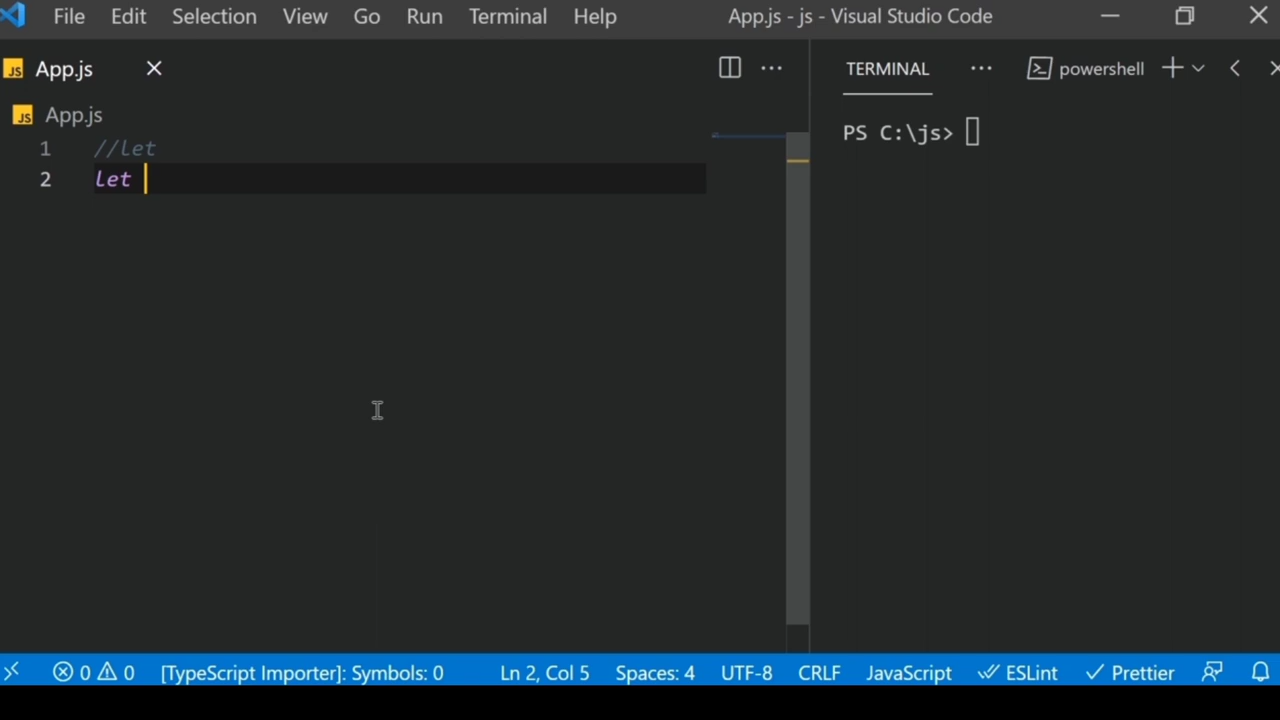 File Edit Selection View Go Run Terminal Help App.js - js - Visual Studio Code
JS App.js
TERMINAL powershell
JS App.js
1 //let
2 let
PS C:\js>
0 0 [TypeScript Importer]: Symbols: 0 Ln 2, Col 5 Spaces: 4 UTF-8 CRLF JavaScript ESLint Prettier